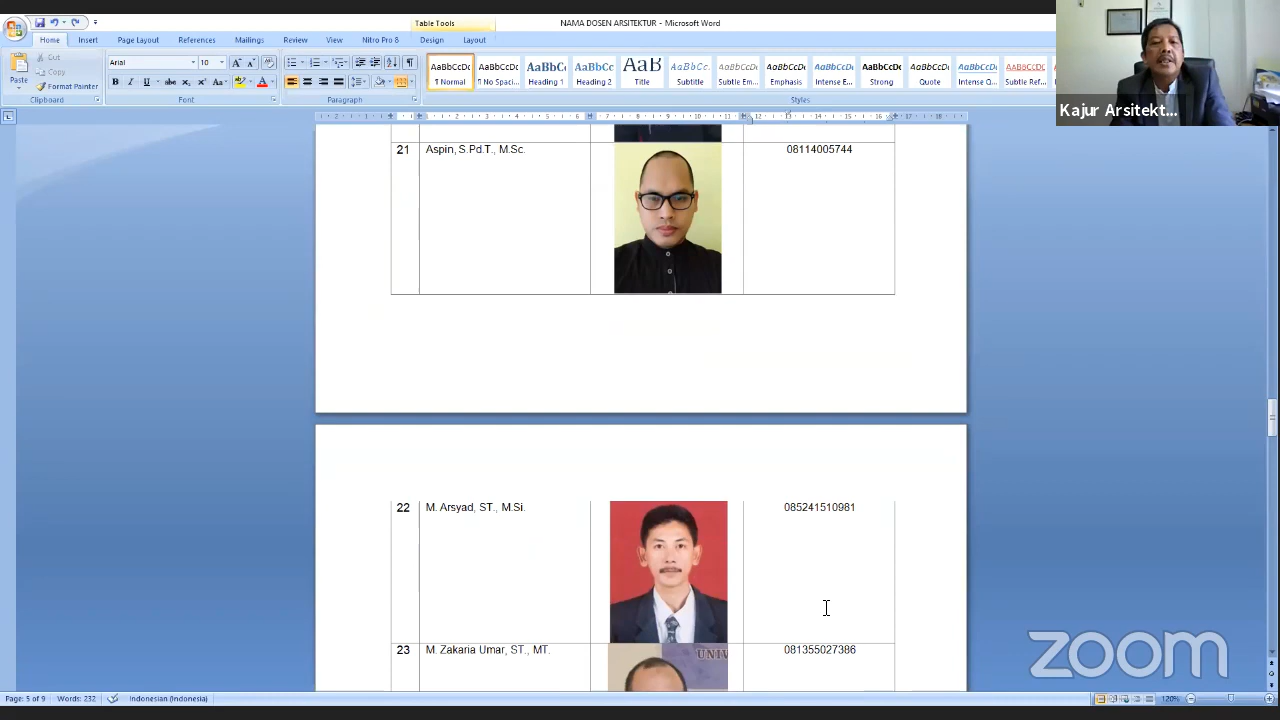 Table Tools
NAMA DOSEN ARSITEKTUR - Microsoft Word
Home Insert Page Layout References Mailings Review View Nitro Pro 8 Design Layout
Paste
Cut
Copy
Format Painter
Clipboard
Arial 10
Font
Paragraph
AaBbCcDc AaBbCcDc AaBbCc AaBbCc AaB AaBbCc. AaBbCcDc AaBbCcDc AaBbCcDc AaBbCcDc AaBbCcDc AaBbCcDc AaBbCcDc
¶ Normal ¶ No Spaci... Heading 1 Heading 2 Title Subtitle Subtle Em... Emphasis Intense E... Strong Quote Intense Q... Subtle Ref...
Styles
Kajur Arsitekt...
21 Aspin, S.Pd.T., M.Sc. 08114005744
22 M. Arsyad, ST., M.Si. 085241510981
23 M. Zakaria Umar, ST., MT. 081355027386
UNIV
zoom
Page: 5 of 9 Words: 232 Indonesian (Indonesia) 120%